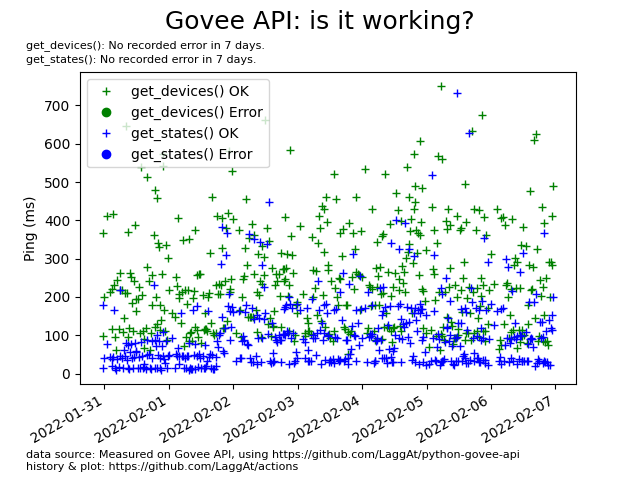 Govee API: is it working?
get_devices(): No recorded error in 7 days.
get_states(): No recorded error in 7 days.
get_devices() OK
get_devices() Error
get_states() OK
get_states() Error
Ping (ms)
700
600
500
400
300
200
100
0
2022-01-31
2022-02-01
2022-02-02
2022-02-03
2022-02-04
2022-02-05
2022-02-06
2022-02-07
data source: Measured on Govee API, using https://github.com/LaggAt/python-govee-api
history & plot: https://github.com/LaggAt/actions